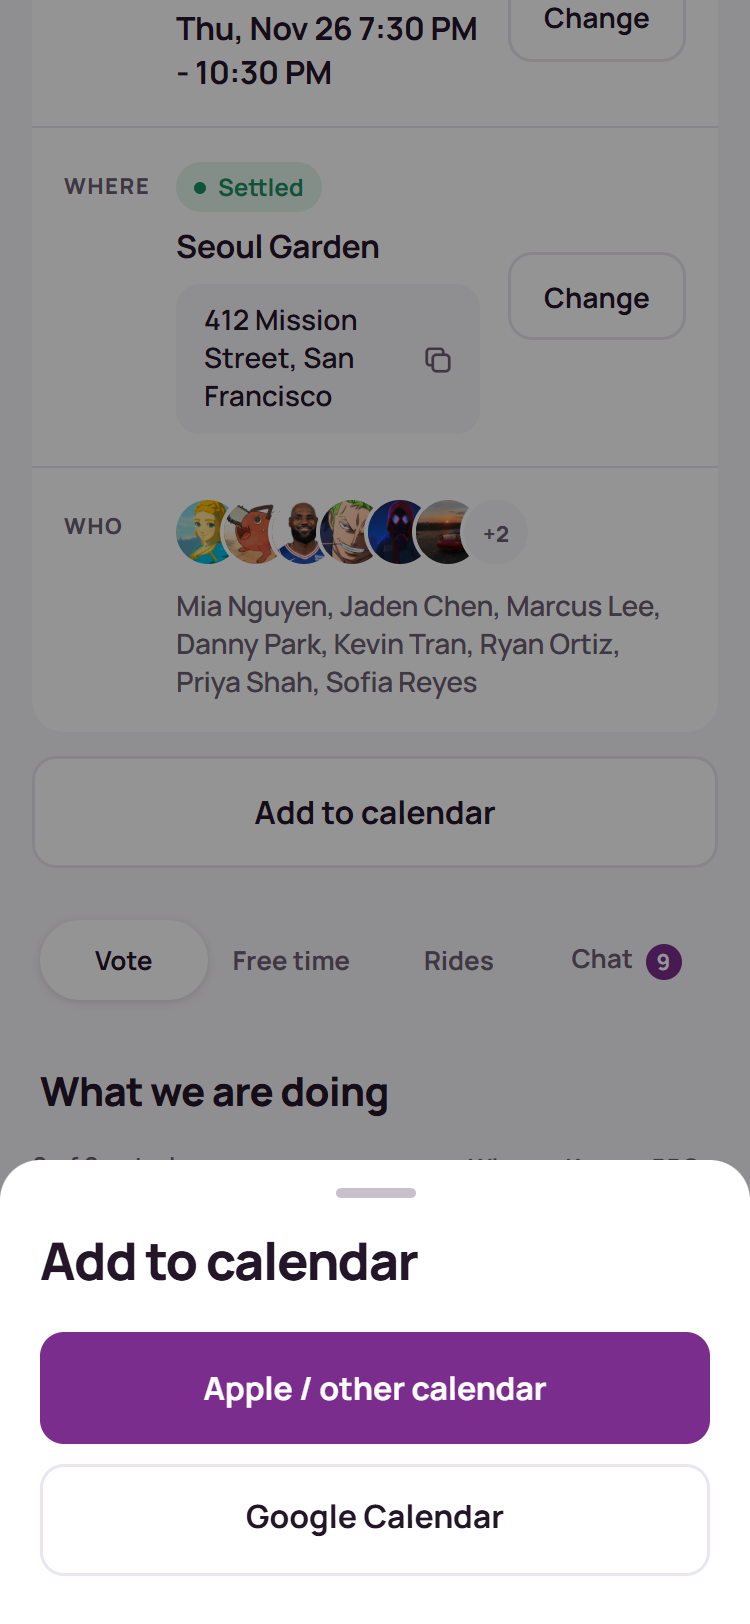 Thu, Nov 26 7:30 PM
- 10:30 PM
Change
WHERE
Settled
Seoul Garden
412 Mission
Street, San
Francisco
Change
WHO
+2
Mia Nguyen, Jaden Chen, Marcus Lee,
Danny Park, Kevin Tran, Ryan Ortiz,
Priya Shah, Sofia Reyes
Add to calendar
Vote
Free time
Rides
Chat 9
What we are doing
Add to calendar
Apple / other calendar
Google Calendar